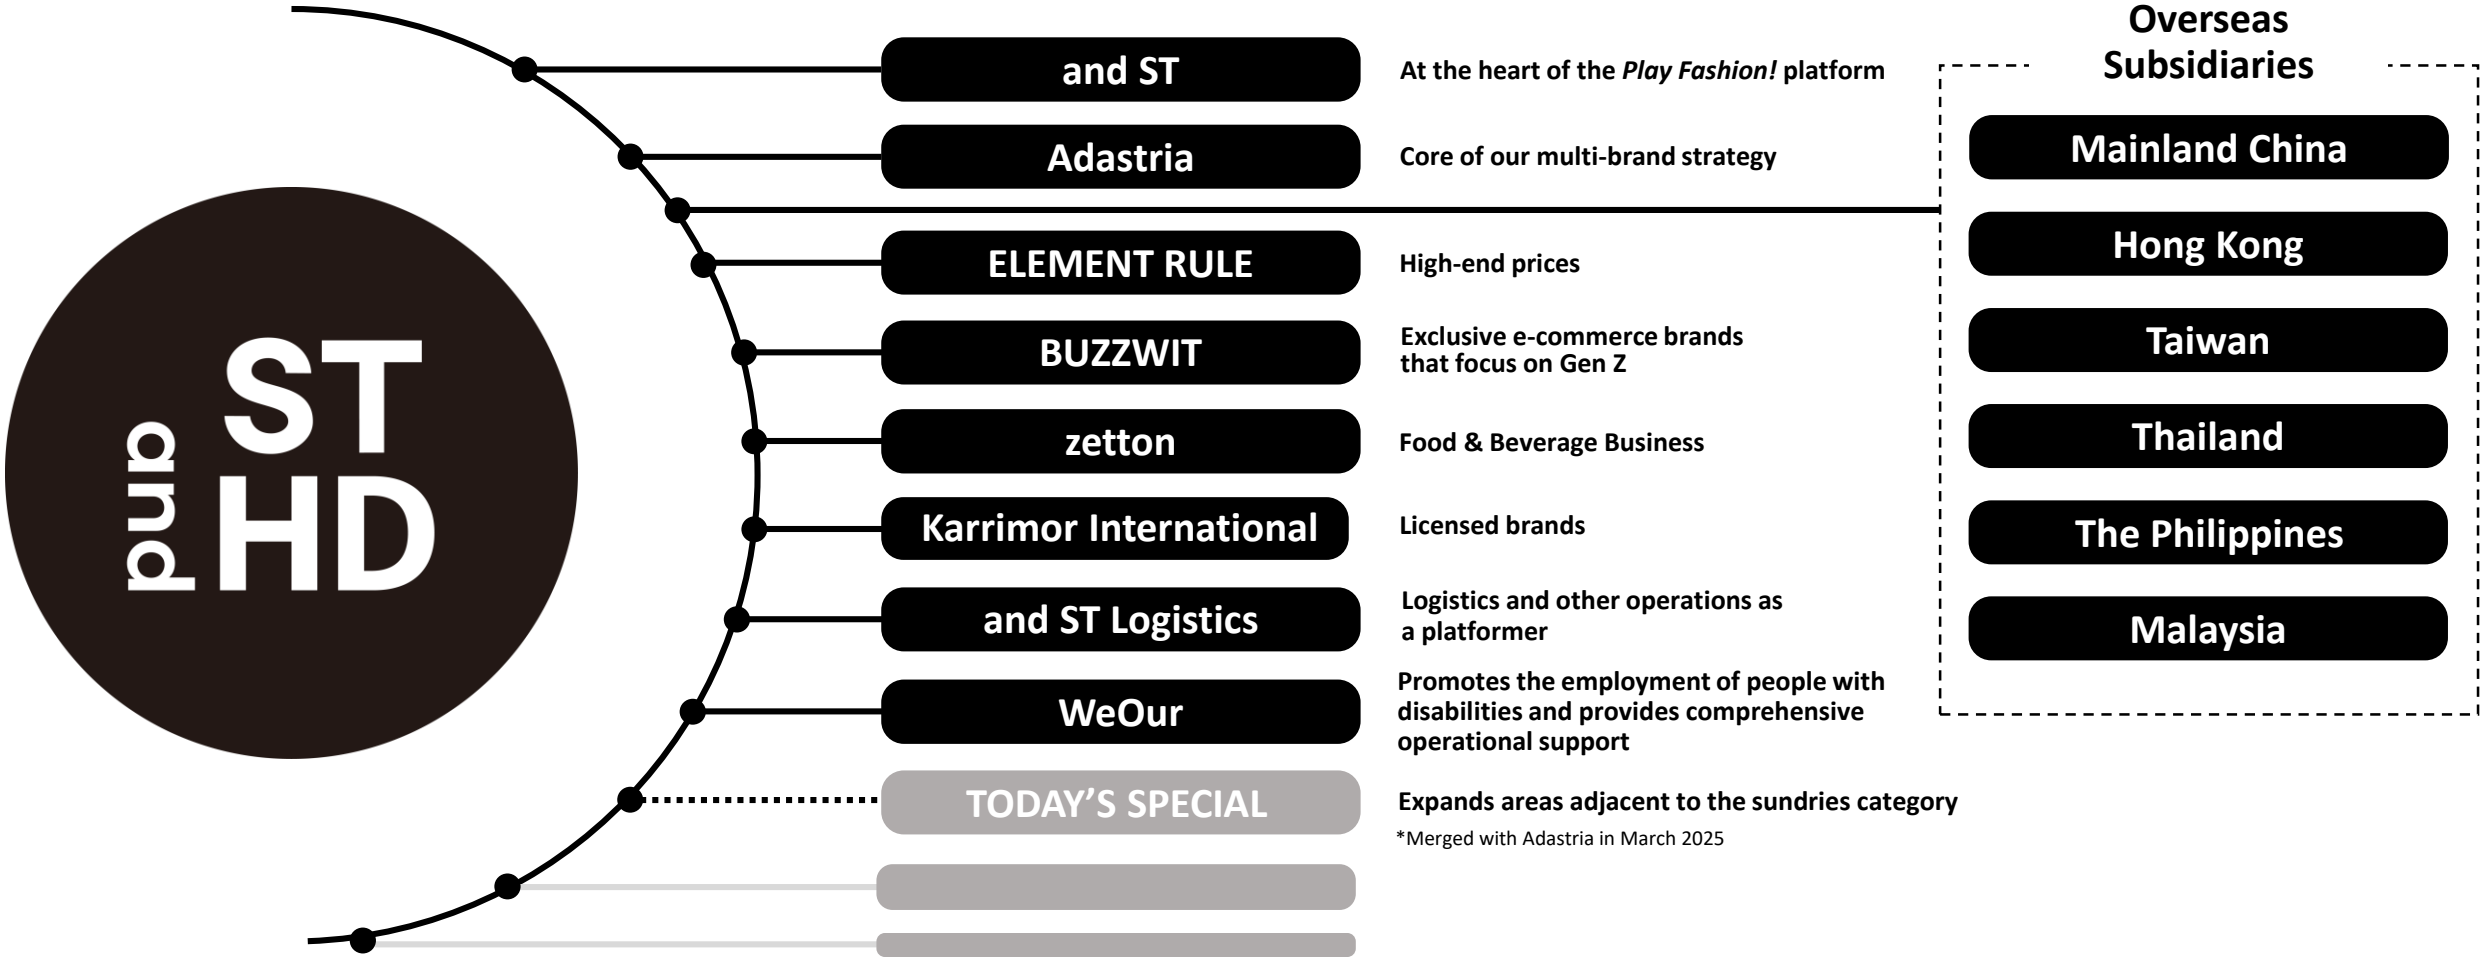 and
ST
HD
and ST
At the heart of the Play Fashion! platform
Adastria
Core of our multi-brand strategy
ELEMENT RULE
High-end prices
BUZZWIT
Exclusive e-commerce brands
that focus on Gen Z
zetton
Food & Beverage Business
Karrimor International
Licensed brands
and ST Logistics
Logistics and other operations as
a platformer
WeOur
Promotes the employment of people with
disabilities and provides comprehensive
operational support
TODAY’S SPECIAL
Expands areas adjacent to the sundries category
*Merged with Adastria in March 2025
Overseas
Subsidiaries
Mainland China
Hong Kong
Taiwan
Thailand
The Philippines
Malaysia